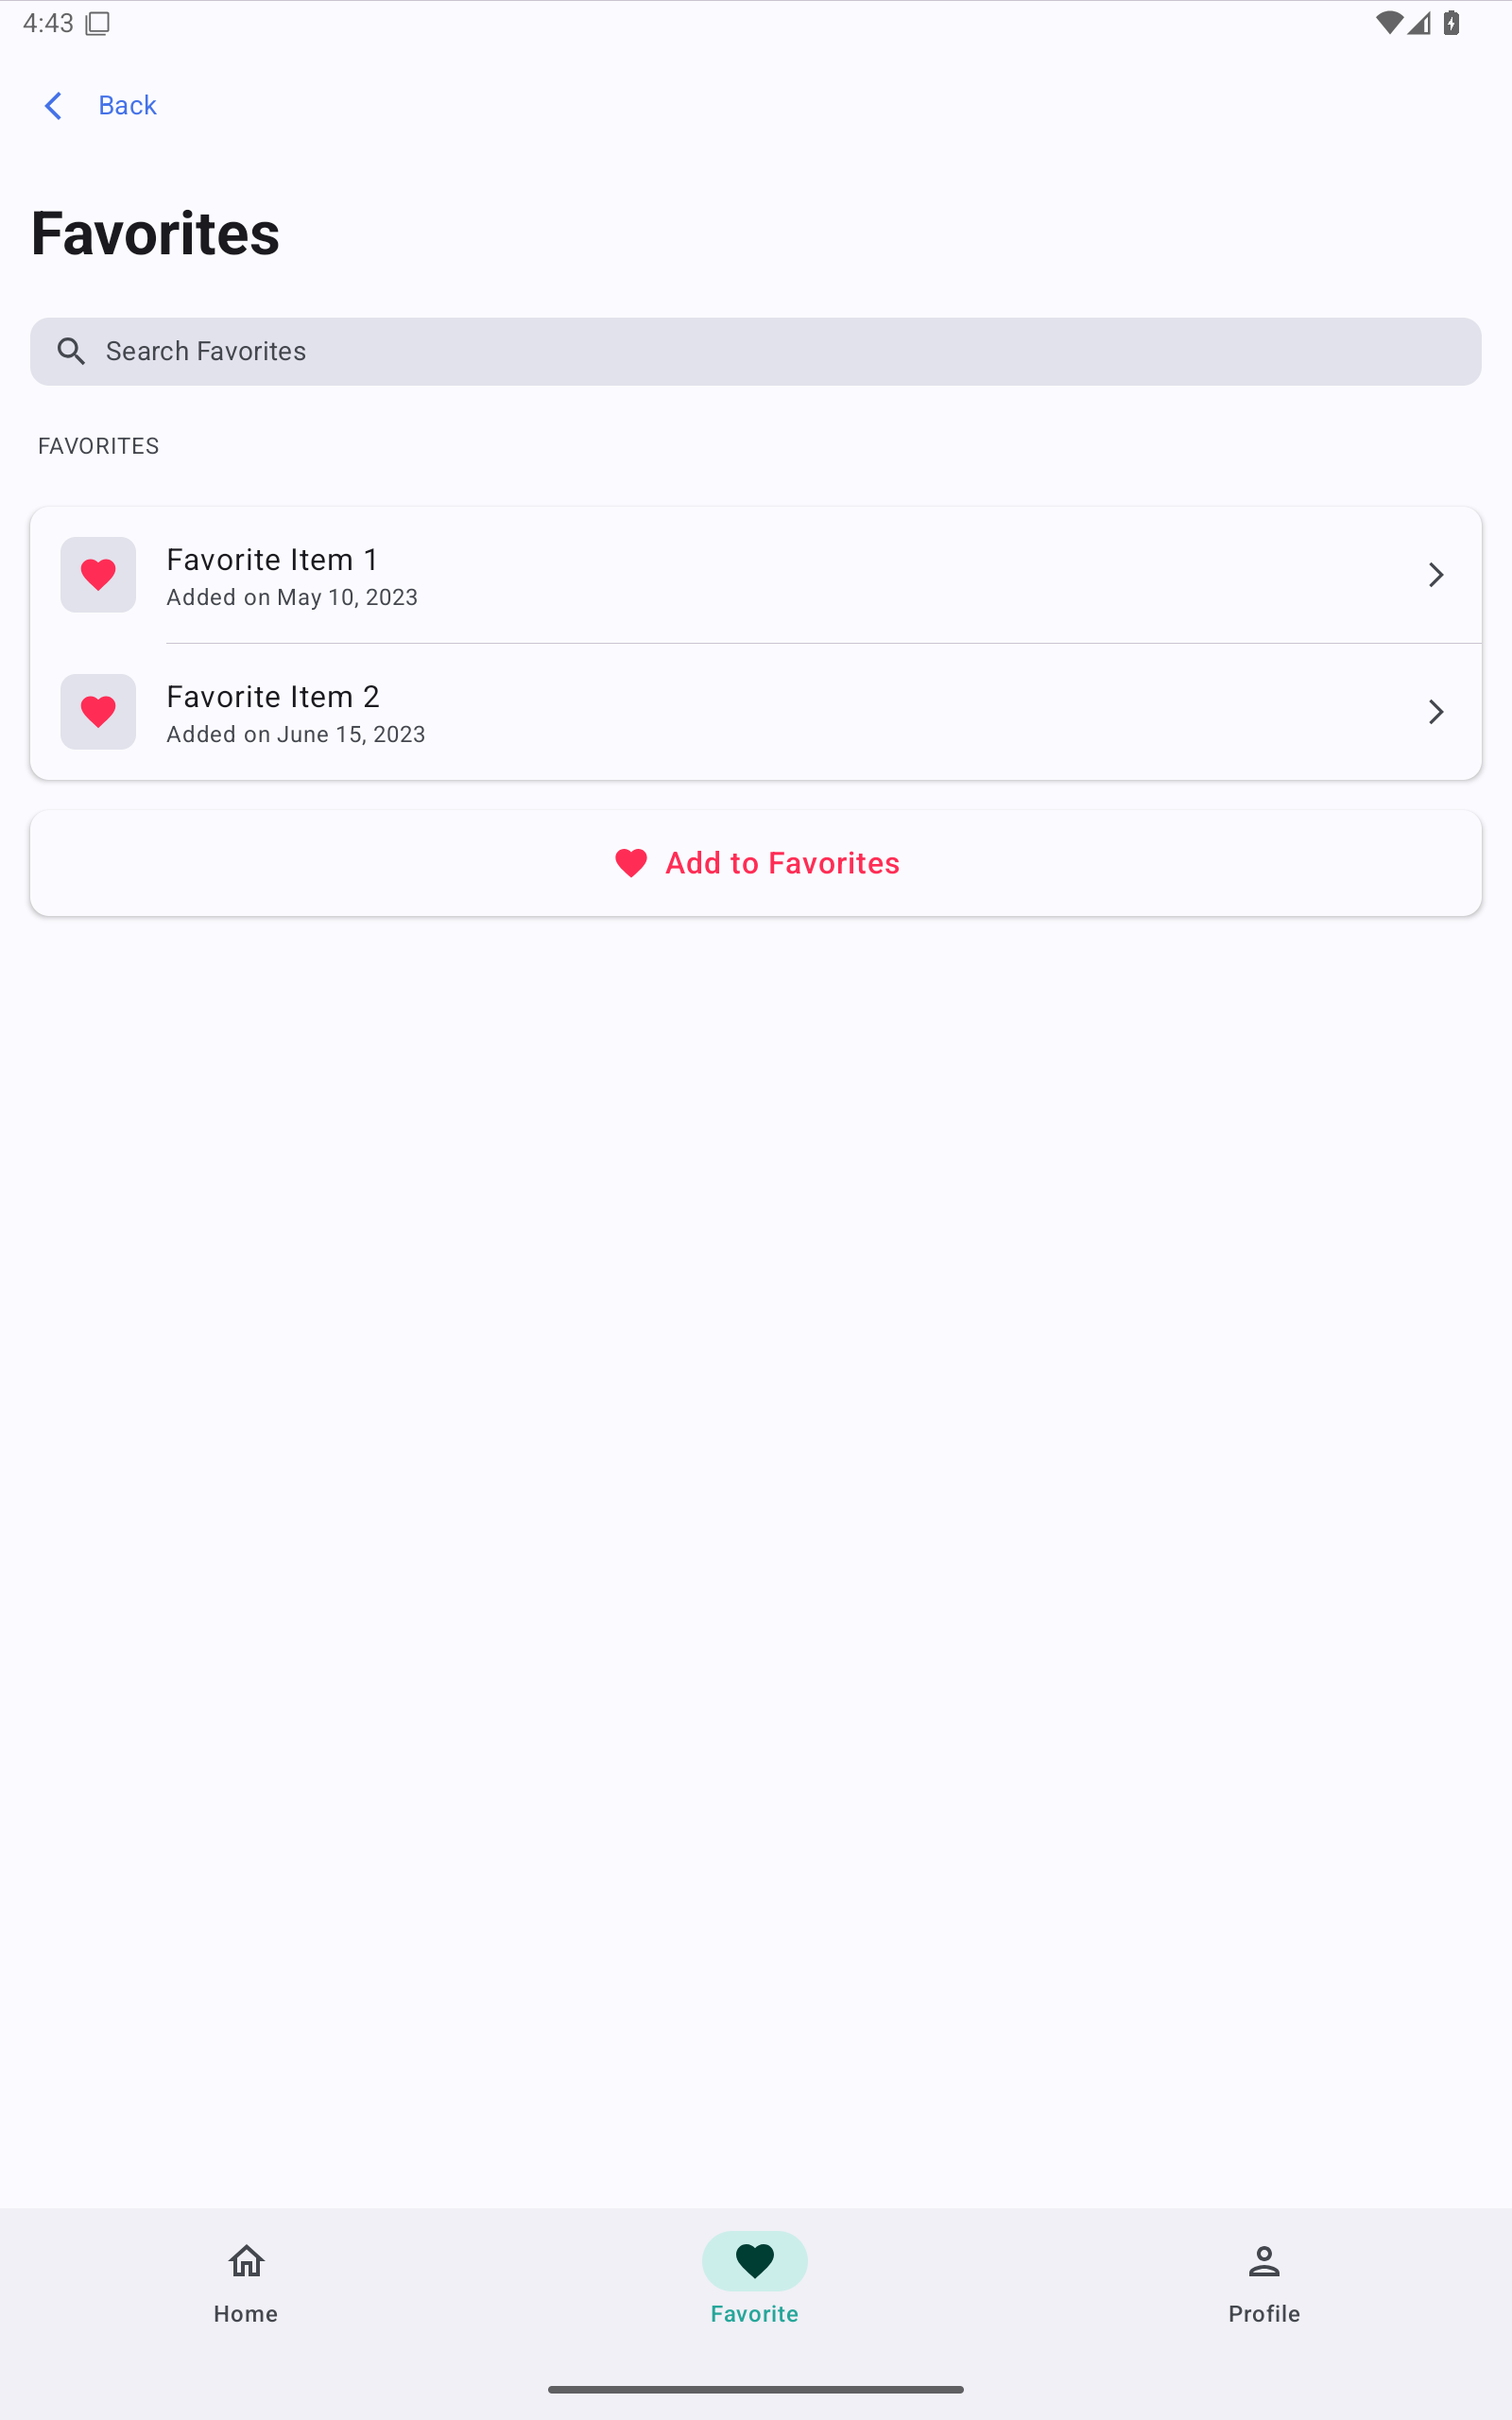 4:43
Back
Favorites
Search Favorites
FAVORITES
Favorite Item 1
Added on May 10, 2023
Favorite Item 2
Added on June 15, 2023
Add to Favorites
Home
Favorite
Profile